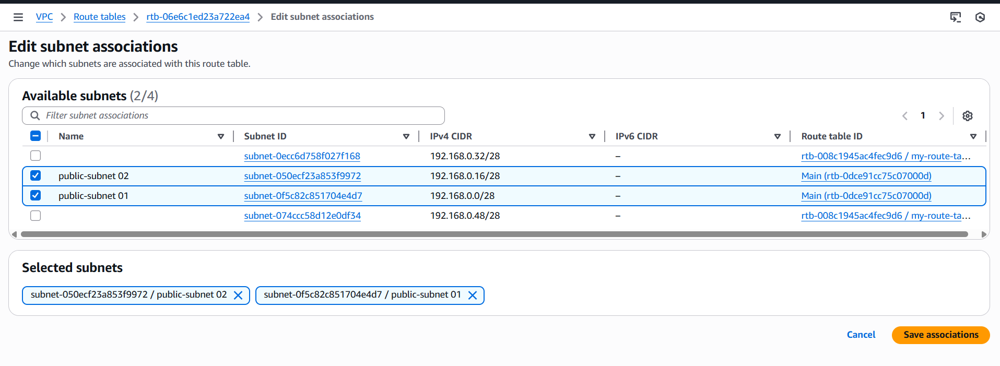 VPC > Route tables > rtb-06e6c1ed23a722ea4 > Edit subnet associations
Edit subnet associations
Change which subnets are associated with this route table.
Available subnets (2/4)
Filter subnet associations
1
Name Subnet ID IPv4 CIDR IPv6 CIDR Route table ID
subnet-0ecc6d758f027f168 192.168.0.32/28 – rtb-008c1945ac4fec9d6 / my-route-ta...
public-subnet 02 subnet-050ecf23a853f9972 192.168.0.16/28 – Main (rtb-0dce91cc75c07000d)
public-subnet 01 subnet-0f5c82c851704e4d7 192.168.0.0/28 – Main (rtb-0dce91cc75c07000d)
subnet-074ccc58d12e0df34 192.168.0.48/28 – rtb-008c1945ac4fec9d6 / my-route-ta...
Selected subnets
subnet-050ecf23a853f9972 / public-subnet 02 subnet-0f5c82c851704e4d7 / public-subnet 01
Cancel Save associations